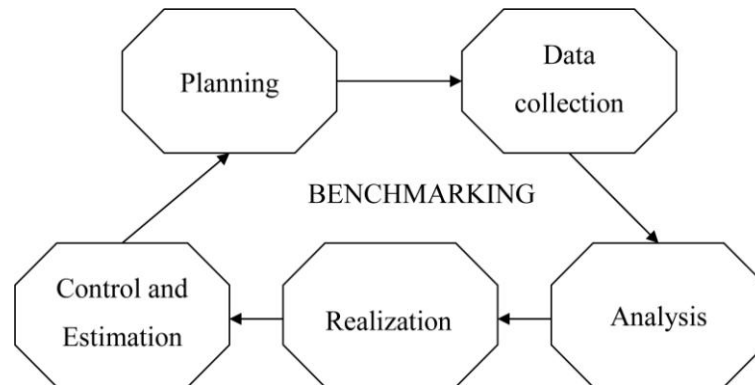 Planning
Data
collection
BENCHMARKING
Control and
Estimation
Realization
Analysis